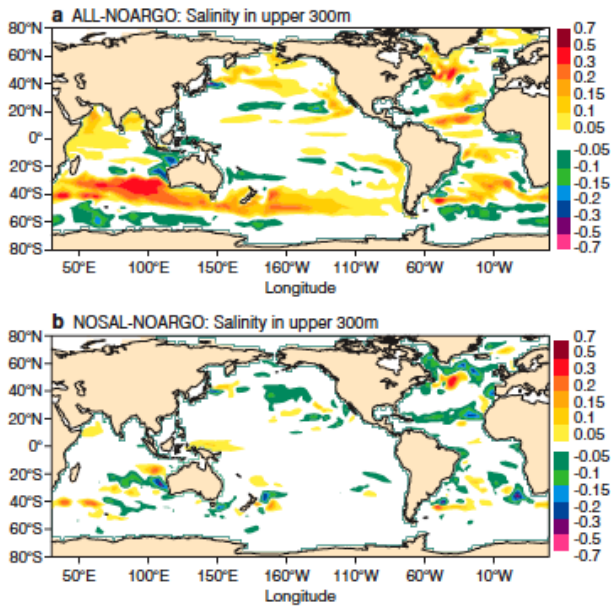 a ALL-NOARGO: Salinity in upper 300m
80°N
60°N
40°N
20°N
0°
20°S
40°S
60°S
80°S
50°E 100°E 150°E 160°W 110°W 60°W 10°W
Longitude
0.7
0.5
0.3
0.2
0.15
0.1
0.05
-0.05
-0.1
-0.15
-0.2
-0.3
-0.5
-0.7
b NOSAL-NOARGO: Salinity in upper 300m
80°N
60°N
40°N
20°N
0°
20°S
40°S
60°S
80°S
50°E 100°E 150°E 160°W 110°W 60°W 10°W
Longitude
0.7
0.5
0.3
0.2
0.15
0.1
0.05
-0.05
-0.1
-0.15
-0.2
-0.3
-0.5
-0.7